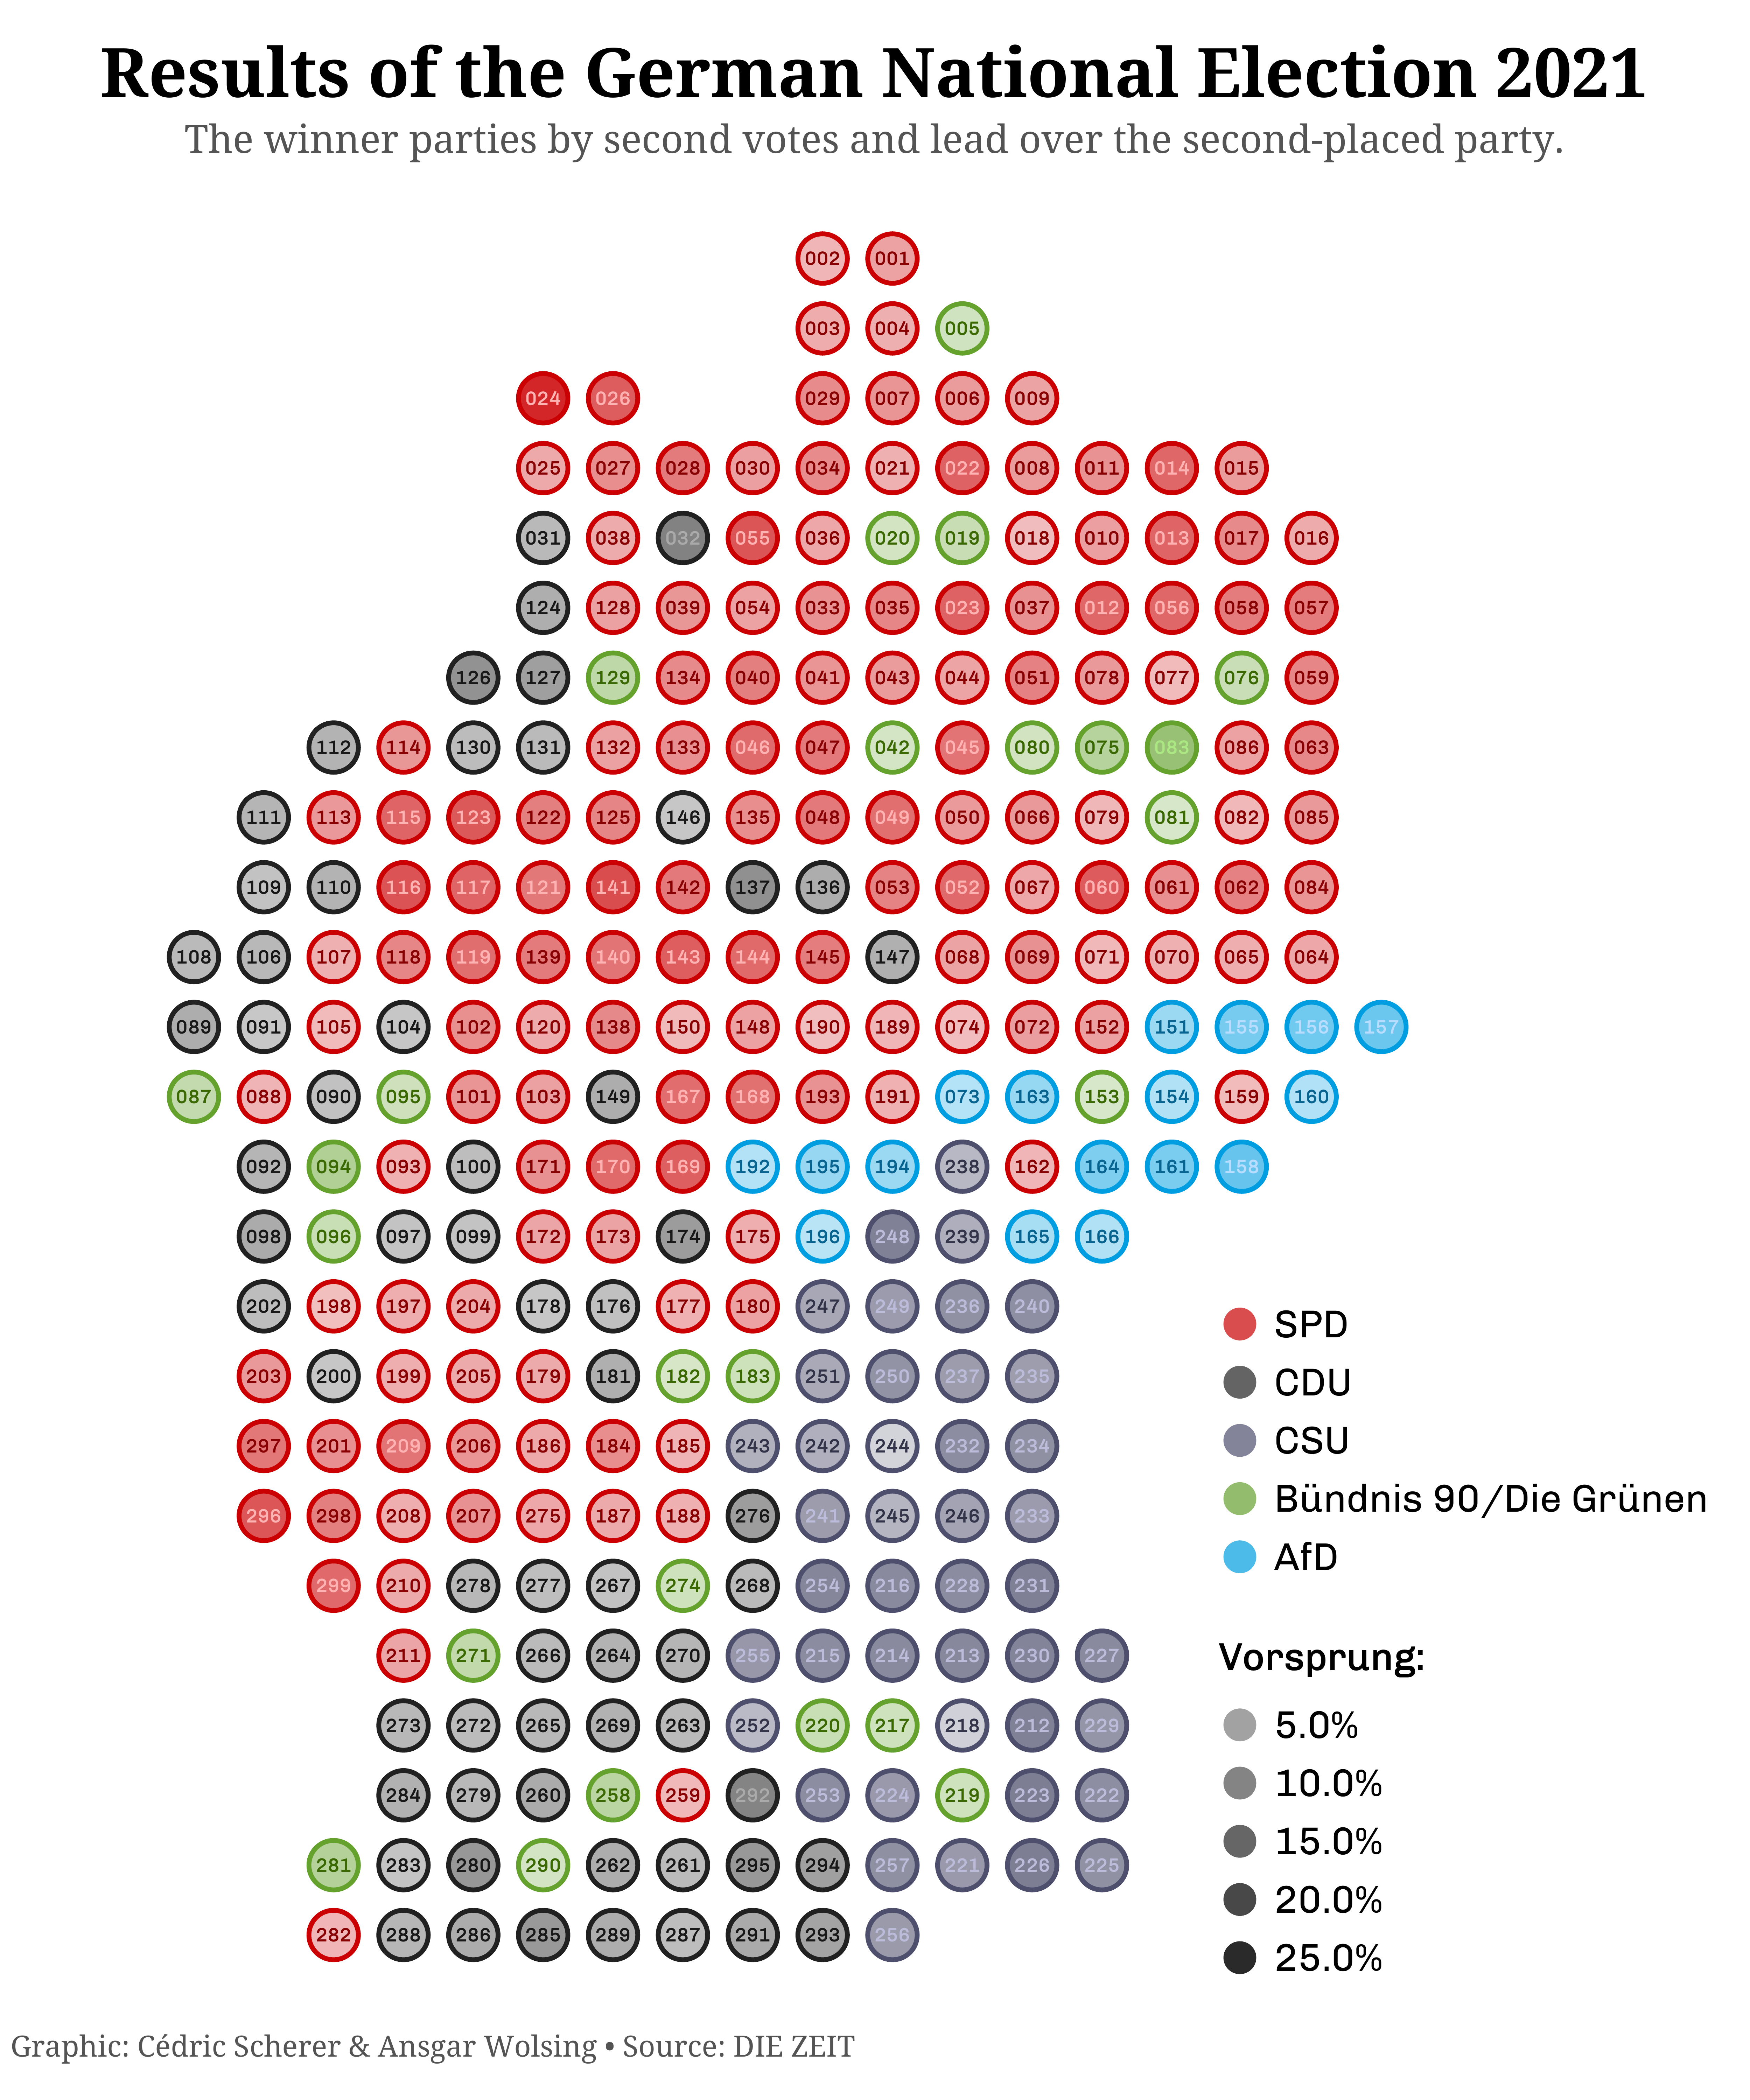 Results of the German National Election 2021
The winner parties by second votes and lead over the second-placed party.
002 001
003 004 005
024 026 029 007 006 009
025 027 028 030 034 021 022 008 011 014 015
031 038 032 055 036 020 019 018 010 013 017 016
124 128 039 054 033 035 023 037 012 056 058 057
126 127 129 134 040 041 043 044 051 078 077 076 059
112 114 130 131 132 133 046 047 042 045 080 075 083 086 063
111 113 115 123 122 125 146 135 048 049 050 066 079 081 082 085
109 110 116 117 121 141 142 137 136 053 052 067 060 061 062 084
108 106 107 118 119 139 140 143 144 145 147 068 069 071 070 065 064
089 091 105 104 102 120 138 150 148 190 189 074 072 152 151 155 156 157
087 088 090 095 101 103 149 167 168 193 191 073 163 153 154 159 160
092 094 093 100 171 170 169 192 195 194 238 162 164 161 158
098 096 097 099 172 173 174 175 196 248 239 165 166
202 198 197 204 178 176 177 180 247 249 236 240
203 200 199 205 179 181 182 183 251 250 237 235
297 201 209 206 186 184 185 243 242 244 232 234
296 298 208 207 275 187 188 276 241 245 246 233
299 210 278 277 267 274 268 254 216 228 231
211 271 266 264 270 255 215 214 213 230 227
273 272 265 269 263 252 220 217 218 212 229
284 279 260 258 259 292 253 224 219 223 222
281 283 280 290 262 261 295 294 257 221 226 225
282 288 286 285 289 287 291 293 256
SPD
CDU
CSU
Bündnis 90/Die Grünen
AfD
Vorsprung:
5.0%
10.0%
15.0%
20.0%
25.0%
Graphic: Cédric Scherer & Ansgar Wolsing • Source: DIE ZEIT